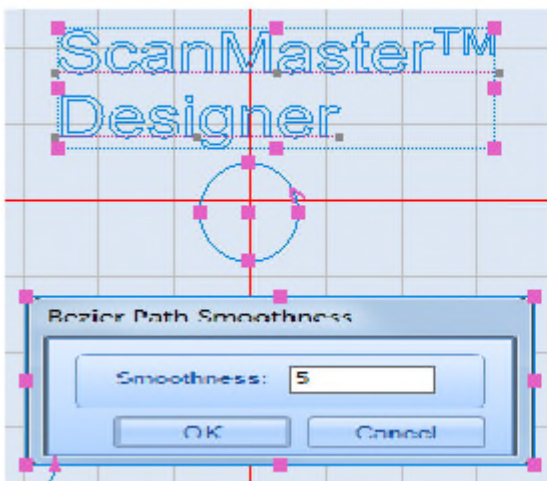 ScanMaster™
Designer
Bezier Path Smoothness
Smoothness: 5
OK Cancel